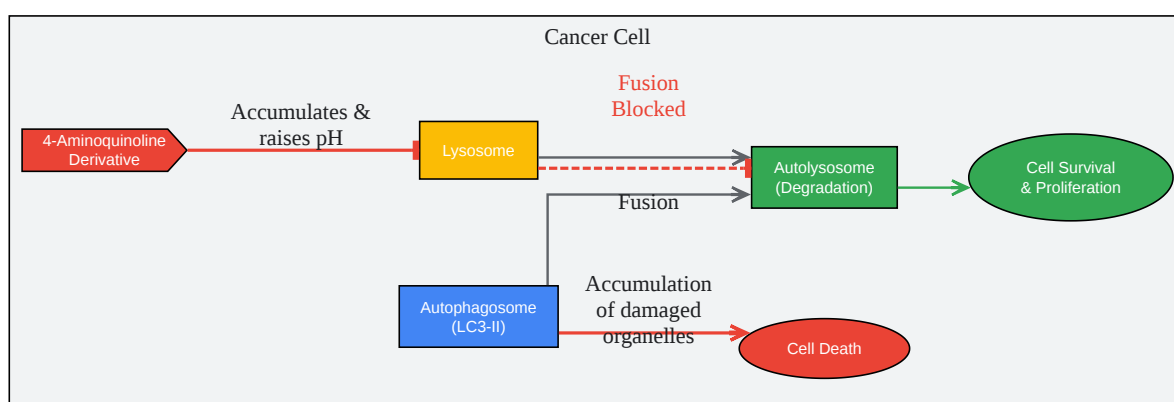 Cancer Cell
Fusion
Blocked
Accumulates &
raises pH
4-Aminoquinoline
Derivative
Lysosome
Autolysosome
(Degradation)
Cell Survival
& Proliferation
Fusion
Autophagosome
(LC3-II)
Accumulation
of damaged
organelles
Cell Death